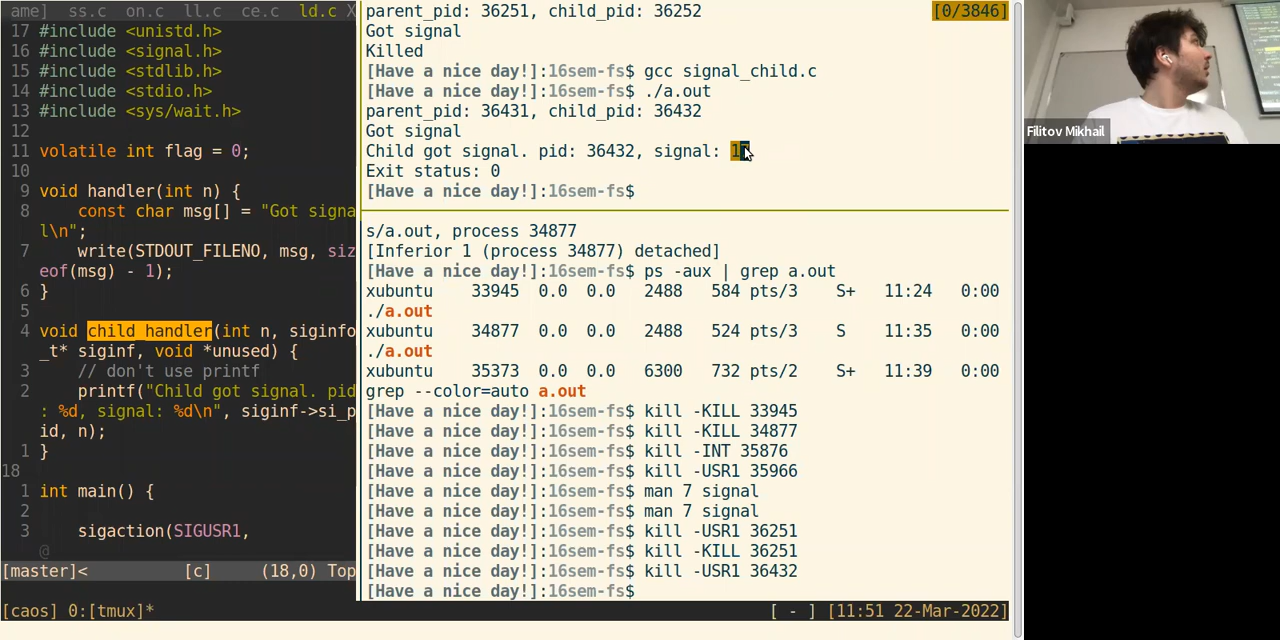 ame] ss.c on.c ll.c ce.c ld.c X
17 #include <unistd.h>
16 #include <signal.h>
15 #include <stdlib.h>
14 #include <stdio.h>
13 #include <sys/wait.h>
12
11 volatile int flag = 0;
10
9 void handler(int n) {
8 const char msg[] = "Got signa
l\n";
7 write(STDOUT_FILENO, msg, siz
eof(msg) - 1);
6 }
5
4 void child_handler(int n, siginfo
_t* siginf, void *unused) {
3 // don't use printf
2 printf("Child got signal. pid
: %d, signal: %d\n", siginf->si_p
id, n);
1 }
18
1 int main() {
2
3 sigaction(SIGUSR1,
@
[master]< [c] (18,0) Top
parent_pid: 36251, child_pid: 36252
[0/3846]
Got signal
Killed
[Have a nice day!]:16sem-fs$ gcc signal_child.c
[Have a nice day!]:16sem-fs$ ./a.out
parent_pid: 36431, child_pid: 36432
Got signal
Child got signal. pid: 36432, signal:
Exit status: 0
[Have a nice day!]:16sem-fs$
s/a.out, process 34877
[Inferior 1 (process 34877) detached]
[Have a nice day!]:16sem-fs$ ps -aux | grep a.out
xubuntu 33945 0.0 0.0 2488 584 pts/3 S+ 11:24 0:00
./a.out
xubuntu 34877 0.0 0.0 2488 524 pts/3 S 11:35 0:00
./a.out
xubuntu 35373 0.0 0.0 6300 732 pts/2 S+ 11:39 0:00
grep --color=auto a.out
[Have a nice day!]:16sem-fs$ kill -KILL 33945
[Have a nice day!]:16sem-fs$ kill -KILL 34877
[Have a nice day!]:16sem-fs$ kill -INT 35876
[Have a nice day!]:16sem-fs$ kill -USR1 35966
[Have a nice day!]:16sem-fs$ man 7 signal
[Have a nice day!]:16sem-fs$ man 7 signal
[Have a nice day!]:16sem-fs$ kill -USR1 36251
[Have a nice day!]:16sem-fs$ kill -KILL 36251
[Have a nice day!]:16sem-fs$ kill -USR1 36432
[Have a nice day!]:16sem-fs$
[caos] 0:[tmux]* [ - ] [11:51 22-Mar-2022]
Filitov Mikhail